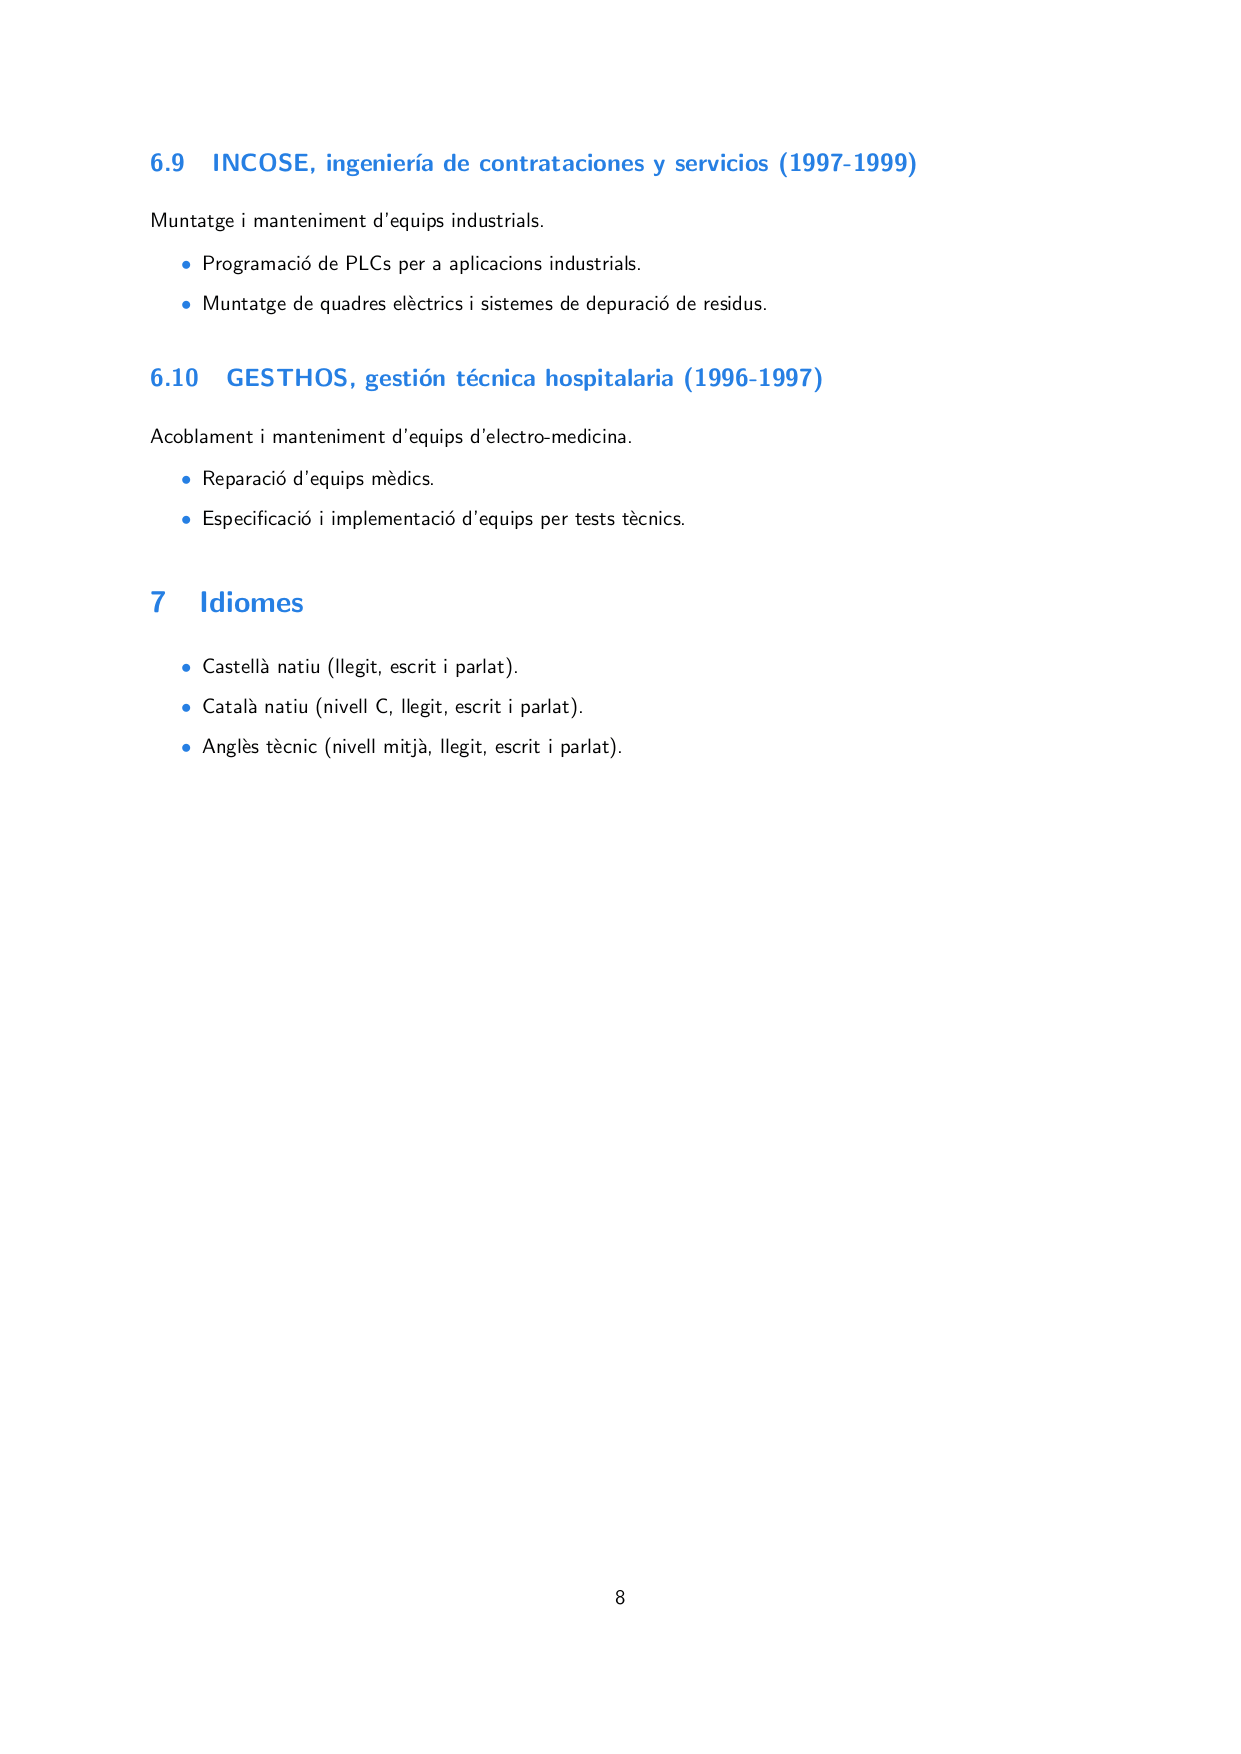 6.9 INCOSE, ingeniería de contrataciones y servicios (1997-1999)
Muntatge i manteniment d'equips industrials.
• Programació de PLCs per a aplicacions industrials.
• Muntatge de quadres elèctrics i sistemes de depuració de residus.
6.10 GESTHOS, gestión técnica hospitalaria (1996-1997)
Acoblament i manteniment d'equips d'electro-medicina.
• Reparació d'equips mèdics.
• Especificació i implementació d'equips per tests tècnics.
7 Idiomes
• Castellà natiu (llegit, escrit i parlat).
• Català natiu (nivell C, llegit, escrit i parlat).
• Anglès tècnic (nivell mitjà, llegit, escrit i parlat).
8